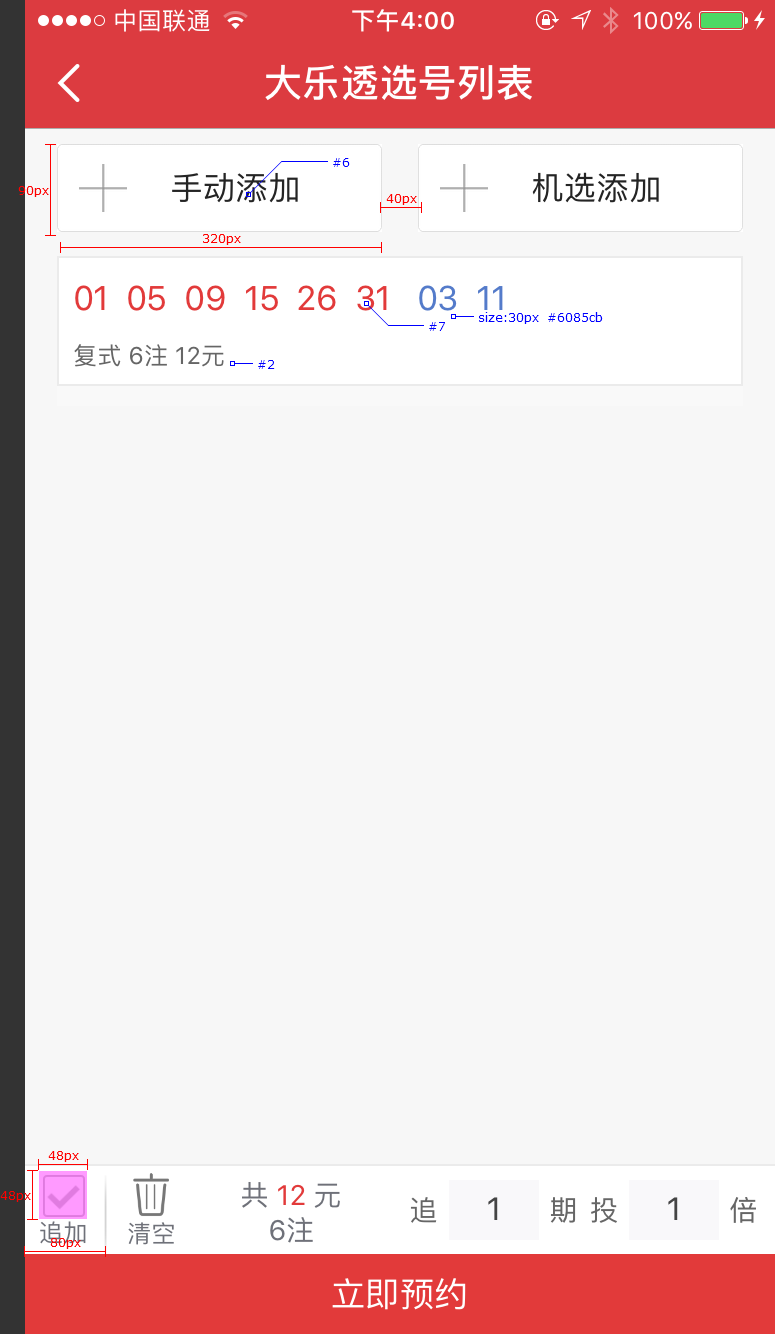 中国联通 下午4:00 100%
大乐透选号列表
手动添加 #6 机选添加
90px 40px
320px
01 05 09 15 26 31 03 11
#7 size:30px #6085cb
复式 6注 12元 #2
48px
48px
共 12 元
追 1 期 投 1 倍
追加 清空 6注
80px
立即预约